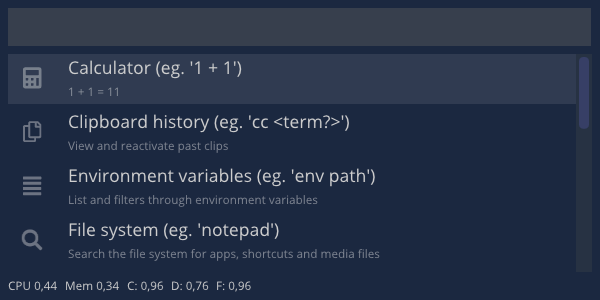 Calculator (eg. '1 + 1')
1 + 1 = 11
Clipboard history (eg. 'cc <term?>')
View and reactivate past clips
Environment variables (eg. 'env path')
List and filters through environment variables
File system (eg. 'notepad')
Search the file system for apps, shortcuts and media files
CPU 0,44 Mem 0,34 C: 0,96 D: 0,76 F: 0,96